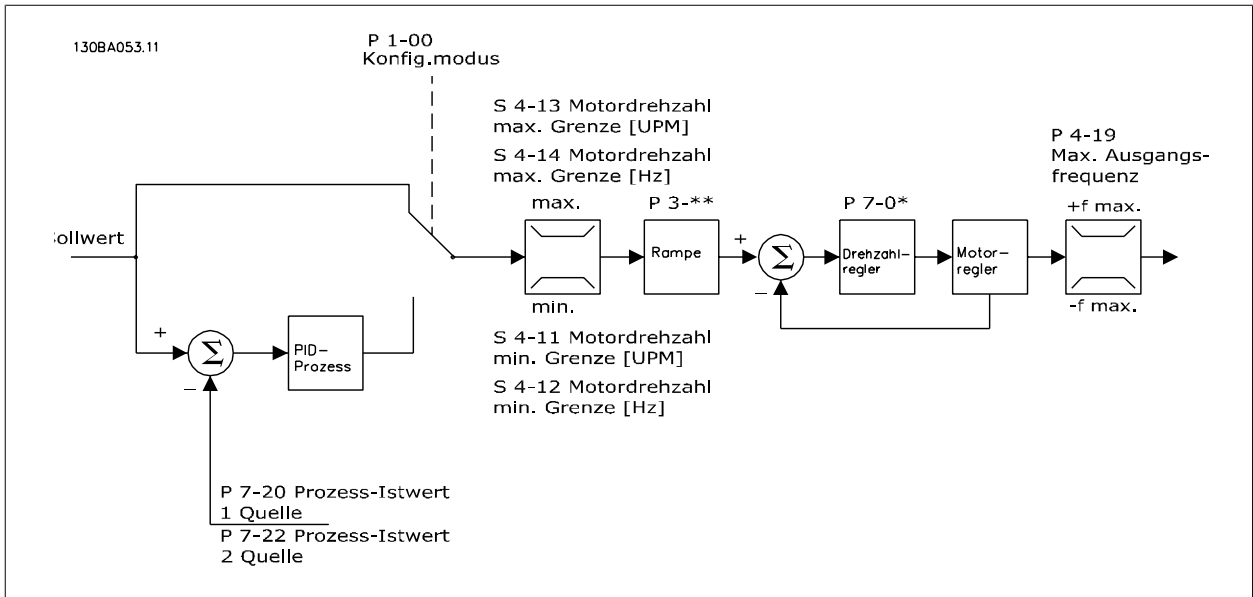 130BA053.11
P 1-00
Konfig.modus
S 4-13 Motordrehzahl
max. Grenze [UPM]
S 4-14 Motordrehzahl
max. Grenze [Hz]
P 4-19
Max. Ausgangs-
frequenz
max.
P 3-**
P 7-0*
+f max.
ollwert
+
Σ
−
PID-
Prozess
Rampe
+
Σ
−
Drehzahl-
regler
Motor-
regler
min.
-f max.
S 4-11 Motordrehzahl
min. Grenze [UPM]
S 4-12 Motordrehzahl
min. Grenze [Hz]
P 7-20 Prozess-Istwert
1 Quelle
P 7-22 Prozess-Istwert
2 Quelle